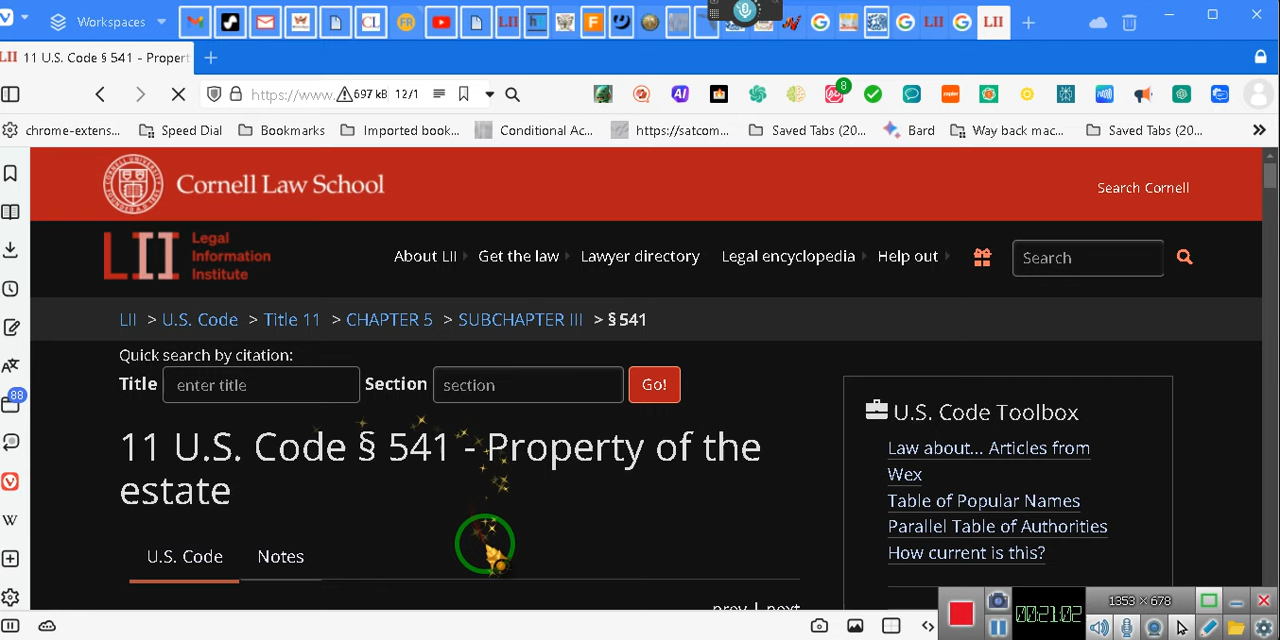 Workspaces
11 U.S. Code § 541 - Propert
https://www. 697 kB 12/1
8
chrome-extens... Speed Dial Bookmarks Imported book... Conditional Ac... https://satcom... Saved Tabs (20... Bard Way back mac... Saved Tabs (20...
Cornell Law School
Search Cornell
LII Legal Information Institute
About LII Get the law Lawyer directory Legal encyclopedia Help out Search
LII > U.S. Code > Title 11 > CHAPTER 5 > SUBCHAPTER III > § 541
Quick search by citation:
Title enter title Section section Go!
88
11 U.S. Code § 541 - Property of the
estate
U.S. Code Notes
prev | next
U.S. Code Toolbox
Law about... Articles from
Wex
Table of Popular Names
Parallel Table of Authorities
How current is this?
00:21:02
1353 × 678